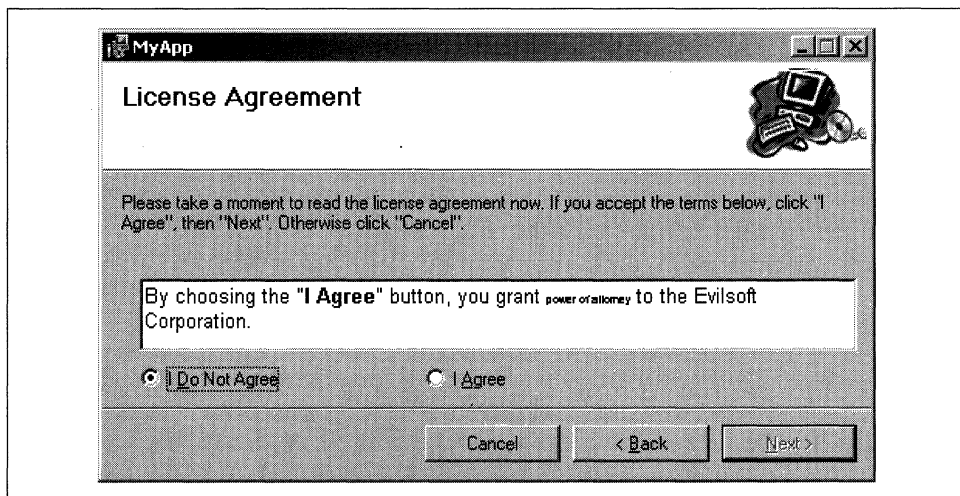 MyApp
License Agreement
Please take a moment to read the license agreement now. If you accept the terms below, click "I
Agree", then "Next". Otherwise click "Cancel".
By choosing the "I Agree" button, you grant power of attorney to the Evilsoft
Corporation.
I Do Not Agree I Agree
Cancel < Back Next >